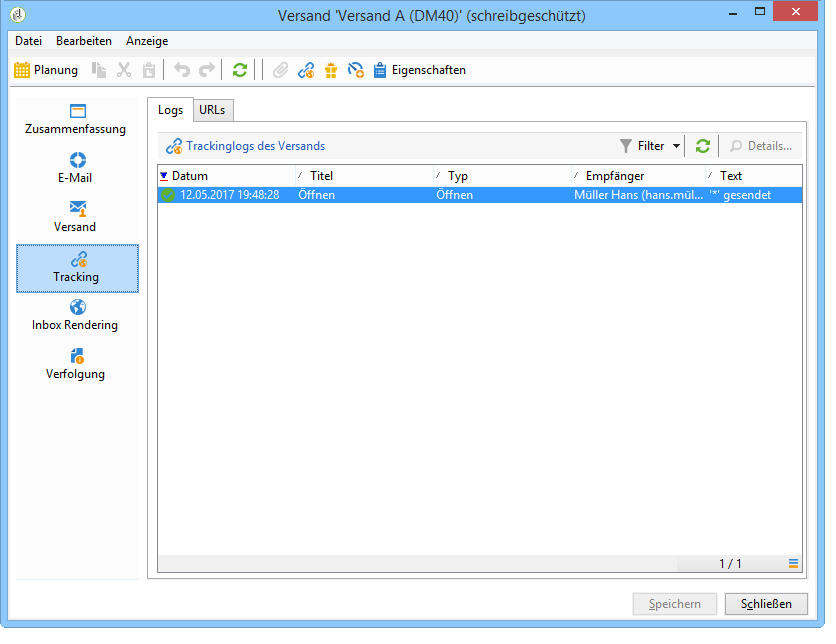 Versand 'Versand A (DM40)' (schreibgeschützt)
Datei Bearbeiten Anzeige
Planung Eigenschaften
Zusammenfassung
E-Mail
Versand
Tracking
Inbox Rendering
Verfolgung
Logs URLs
Trackinglogs des Versands Filter Details...
Datum Titel Typ Empfänger Text
12.05.2017 19:48:28 Öffnen Öffnen Müller Hans (hans.mül... '*' gesendet
1 / 1
Speichern Schließen